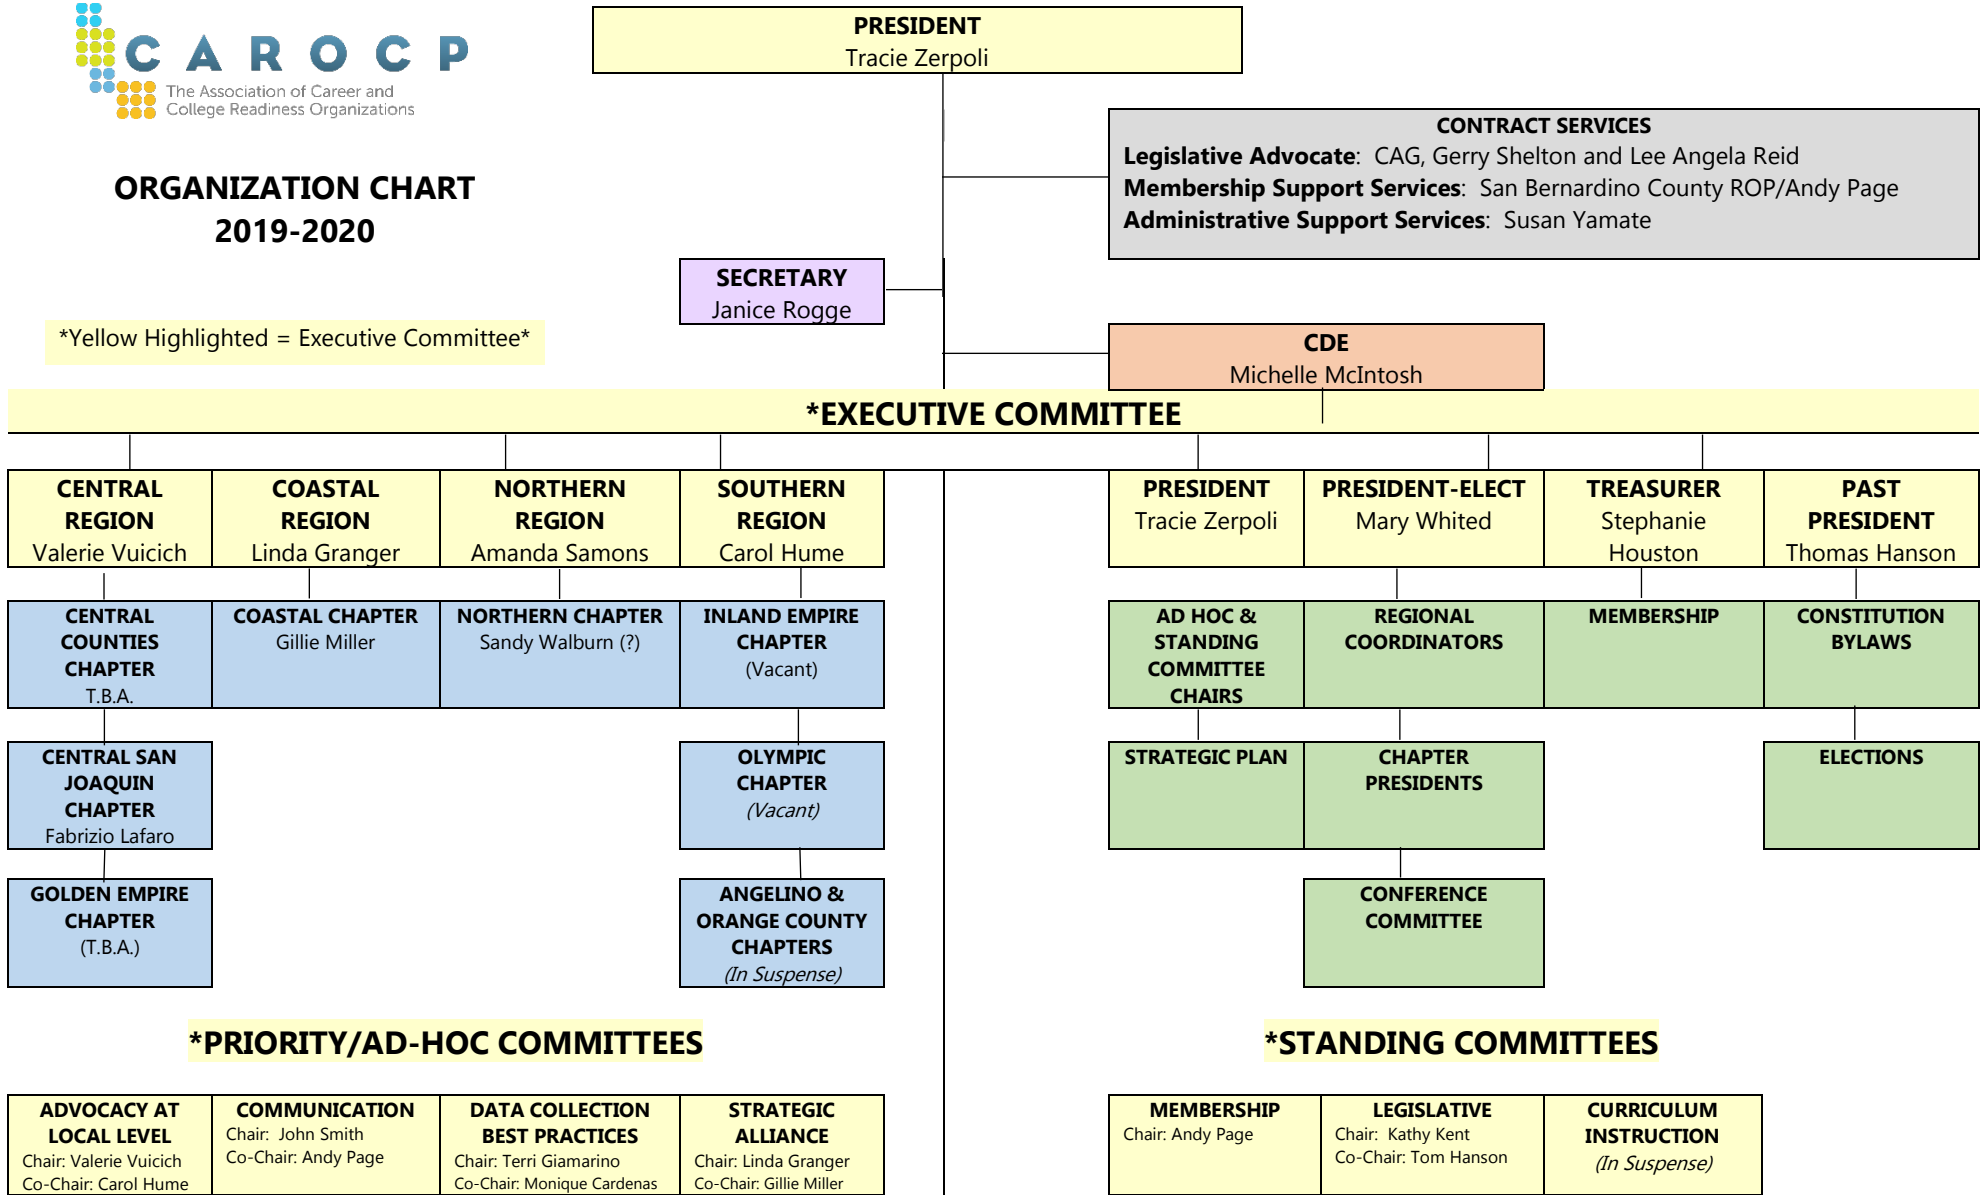 CAROCP
The Association of Career and
College Readiness Organizations
ORGANIZATION CHART
2019-2020
*Yellow Highlighted = Executive Committee*
PRESIDENT
Tracie Zerpoli
CONTRACT SERVICES
Legislative Advocate: CAG, Gerry Shelton and Lee Angela Reid
Membership Support Services: San Bernardino County ROP/Andy Page
Administrative Support Services: Susan Yamate
SECRETARY
Janice Rogge
CDE
Michelle McIntosh
*EXECUTIVE COMMITTEE
CENTRAL
REGION
Valerie Vuicich
COASTAL
REGION
Linda Granger
NORTHERN
REGION
Amanda Samons
SOUTHERN
REGION
Carol Hume
PRESIDENT
Tracie Zerpoli
PRESIDENT-ELECT
Mary Whited
TREASURER
Stephanie
Houston
PAST
PRESIDENT
Thomas Hanson
CENTRAL
COUNTIES
CHAPTER
T.B.A.
COASTAL CHAPTER
Gillie Miller
NORTHERN CHAPTER
Sandy Walburn (?)
INLAND EMPIRE
CHAPTER
(Vacant)
AD HOC &
STANDING
COMMITTEE
CHAIRS
REGIONAL
COORDINATORS
MEMBERSHIP
CONSTITUTION
BYLAWS
CENTRAL SAN
JOAQUIN
CHAPTER
Fabrizio Lafaro
OLYMPIC
CHAPTER
(Vacant)
STRATEGIC PLAN
CHAPTER
PRESIDENTS
ELECTIONS
GOLDEN EMPIRE
CHAPTER
(T.B.A.)
ANGELINO &
ORANGE COUNTY
CHAPTERS
(In Suspense)
CONFERENCE
COMMITTEE
*PRIORITY/AD-HOC COMMITTEES
*STANDING COMMITTEES
ADVOCACY AT
LOCAL LEVEL
Chair: Valerie Vuicich
Co-Chair: Carol Hume
COMMUNICATION
Chair: John Smith
Co-Chair: Andy Page
DATA COLLECTION
BEST PRACTICES
Chair: Terri Giamarino
Co-Chair: Monique Cardenas
STRATEGIC
ALLIANCE
Chair: Linda Granger
Co-Chair: Gillie Miller
MEMBERSHIP
Chair: Andy Page
LEGISLATIVE
Chair: Kathy Kent
Co-Chair: Tom Hanson
CURRICULUM
INSTRUCTION
(In Suspense)